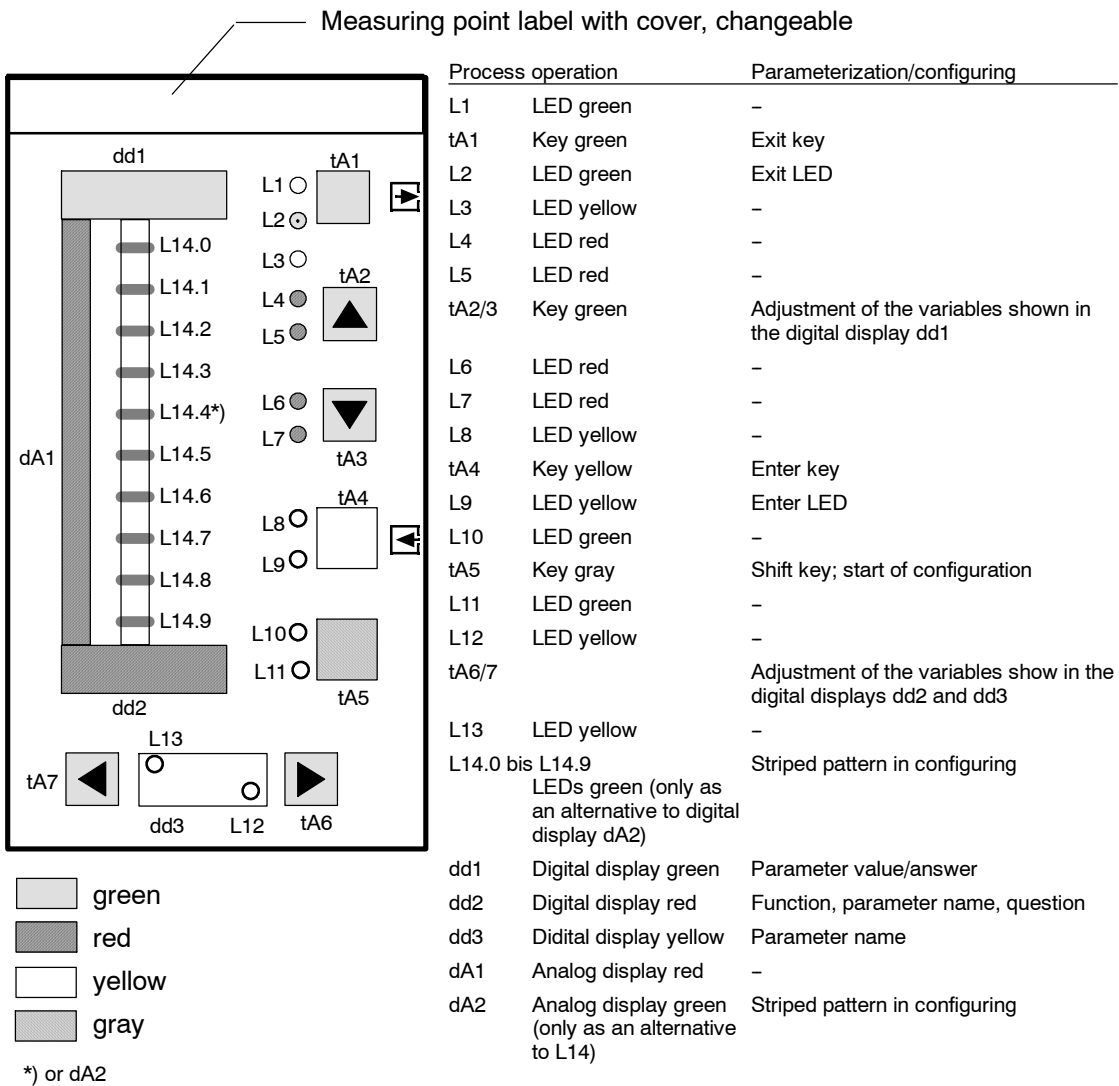 Measuring point label with cover, changeable
dd1
tA1
L1
L2
L14.0
L3
tA2
L14.1
L4
L14.2
L5
L14.3
L6
L14.4*)
L7
dA1
L14.5
tA3
L14.6
tA4
L8
L14.7
L9
L14.8
L14.9
L10
L11
tA5
dd2
L13
tA7
dd3
L12
tA6
green
red
yellow
gray
*) or dA2
Process operation Parameterization/configuring
L1 LED green –
tA1 Key green Exit key
L2 LED green Exit LED
L3 LED yellow –
L4 LED red –
L5 LED red –
tA2/3 Key green Adjustment of the variables shown in
the digital display dd1
L6 LED red –
L7 LED red –
L8 LED yellow –
tA4 Key yellow Enter key
L9 LED yellow Enter LED
L10 LED green –
tA5 Key gray Shift key; start of configuration
L11 LED green –
L12 LED yellow –
tA6/7 Adjustment of the variables show in the
digital displays dd2 and dd3
L13 LED yellow –
L14.0 bis L14.9 Striped pattern in configuring
LEDs green (only as
an alternative to digital
display dA2)
dd1 Digital display green Parameter value/answer
dd2 Digital display red Function, parameter name, question
dd3 Didital display yellow Parameter name
dA1 Analog display red –
dA2 Analog display green Striped pattern in configuring
(only as an alternative
to L14)